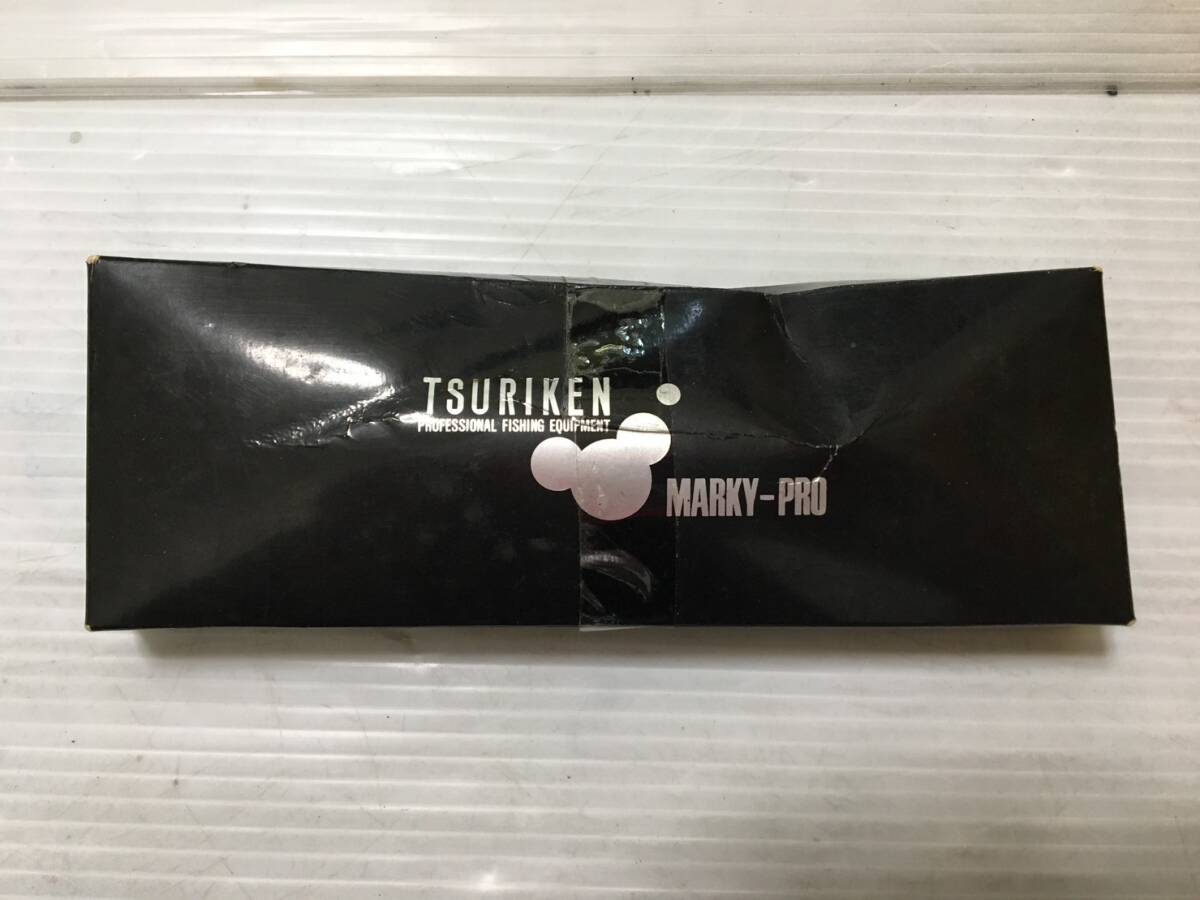 TSURIKEN
PROFESSIONAL FISHING EQUIPMENT
MARKY-PRO